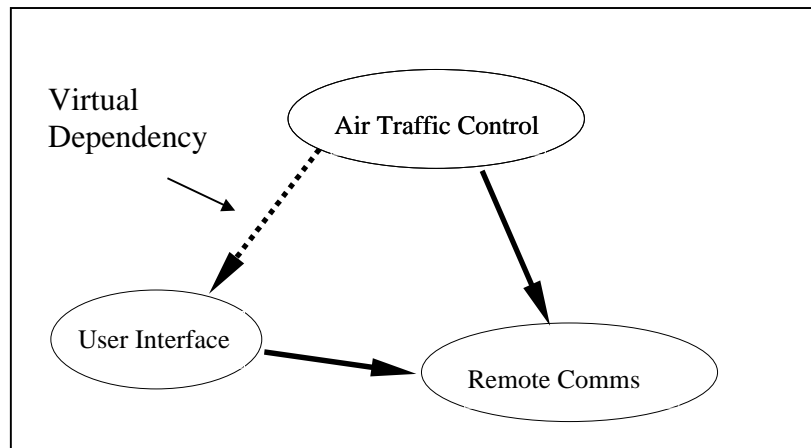 Virtual
Dependency
Air Traffic Control
User Interface
Remote Comms